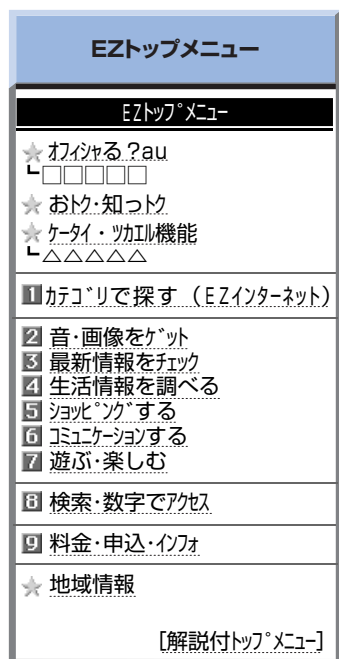 EZトップメニュー
EZﾄｯﾌﾟﾒﾆｭｰ
★ｵﾌｨｼｬる?au
┗□□□□□
★おﾄｸ･知っﾄｸ
★ｹｰﾀｲ・ﾂｶｴﾙ機能
┗△△△△△
1ｶﾃｺﾞﾘで探す（EZｲﾝﾀｰﾈｯﾄ）
2音･画像をｹﾞｯﾄ
3最新情報をﾁｪｯｸ
4生活情報を調べる
5ｼｮｯﾋﾟﾝｸﾞする
6ｺﾐｭﾆｹｰｼｮﾝする
7遊ぶ･楽しむ
8検索･数字でｱｸｾｽ
9料金･申込･ｲﾝﾌｫ
★地域情報
[解説付ﾄｯﾌﾟﾒﾆｭｰ]